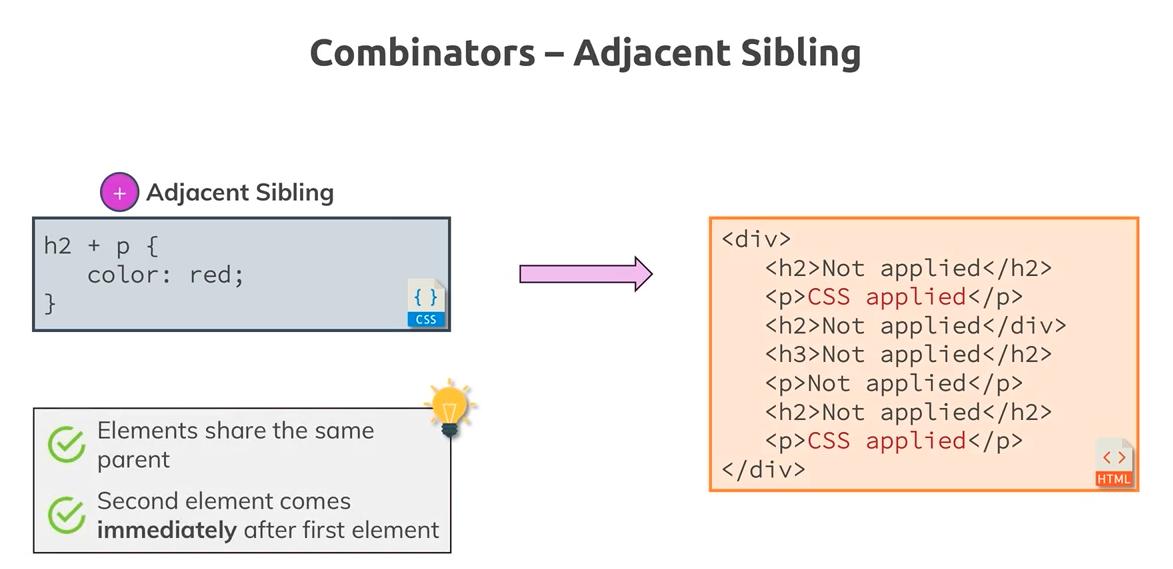 Combinators – Adjacent Sibling
+ Adjacent Sibling
h2 + p {
color: red;
}
{ }
CSS
Elements share the same
parent
Second element comes
immediately after first element
<div>
<h2>Not applied</h2>
<p>CSS applied</p>
<h2>Not applied</div>
<h3>Not applied</h2>
<p>Not applied</p>
<h2>Not applied</h2>
<p>CSS applied</p>
</div>
< >
HTML